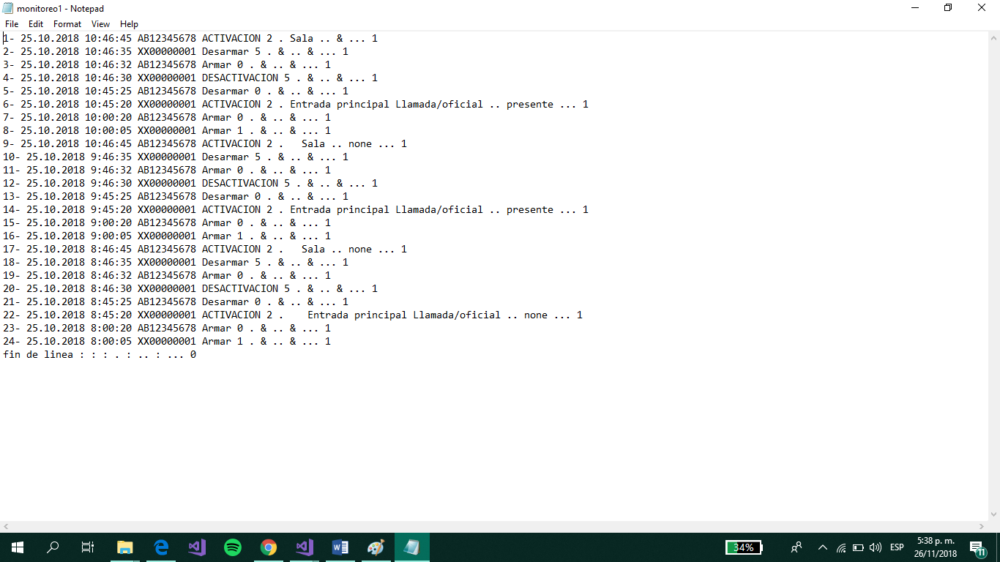 monitoreo1 - Notepad
File Edit Format View Help
1- 25.10.2018 10:46:45 AB12345678 ACTIVACION 2 . Sala .. & ... 1
2- 25.10.2018 10:46:35 XX00000001 Desarmar 5 . & .. & ... 1
3- 25.10.2018 10:46:32 AB12345678 Armar 0 . & .. & ... 1
4- 25.10.2018 10:46:30 XX00000001 DESACTIVACION 5 . & .. & ... 1
5- 25.10.2018 10:45:25 AB12345678 Desarmar 0 . & .. & ... 1
6- 25.10.2018 10:45:20 XX00000001 ACTIVACION 2 . Entrada principal Llamada/oficial .. presente ... 1
7- 25.10.2018 10:00:20 AB12345678 Armar 0 . & .. & ... 1
8- 25.10.2018 10:00:05 XX00000001 Armar 1 . & .. & ... 1
9- 25.10.2018 10:46:45 AB12345678 ACTIVACION 2 .   Sala .. none ... 1
10- 25.10.2018 9:46:35 XX00000001 Desarmar 5 . & .. & ... 1
11- 25.10.2018 9:46:32 AB12345678 Armar 0 . & .. & ... 1
12- 25.10.2018 9:46:30 XX00000001 DESACTIVACION 5 . & .. & ... 1
13- 25.10.2018 9:45:25 AB12345678 Desarmar 0 . & .. & ... 1
14- 25.10.2018 9:45:20 XX00000001 ACTIVACION 2 . Entrada principal Llamada/oficial .. presente ... 1
15- 25.10.2018 9:00:20 AB12345678 Armar 0 . & .. & ... 1
16- 25.10.2018 9:00:05 XX00000001 Armar 1 . & .. & ... 1
17- 25.10.2018 8:46:45 AB12345678 ACTIVACION 2 .   Sala .. none ... 1
18- 25.10.2018 8:46:35 XX00000001 Desarmar 5 . & .. & ... 1
19- 25.10.2018 8:46:32 AB12345678 Armar 0 . & .. & ... 1
20- 25.10.2018 8:46:30 XX00000001 DESACTIVACION 5 . & .. & ... 1
21- 25.10.2018 8:45:25 AB12345678 Desarmar 0 . & .. & ... 1
22- 25.10.2018 8:45:20 XX00000001 ACTIVACION 2 .    Entrada principal Llamada/oficial .. none ... 1
23- 25.10.2018 8:00:20 AB12345678 Armar 0 . & .. & ... 1
24- 25.10.2018 8:00:05 XX00000001 Armar 1 . & .. & ... 1
fin de linea : : : . : .. : ... 0
34%
ESP
5:38 p. m.
26/11/2018
11